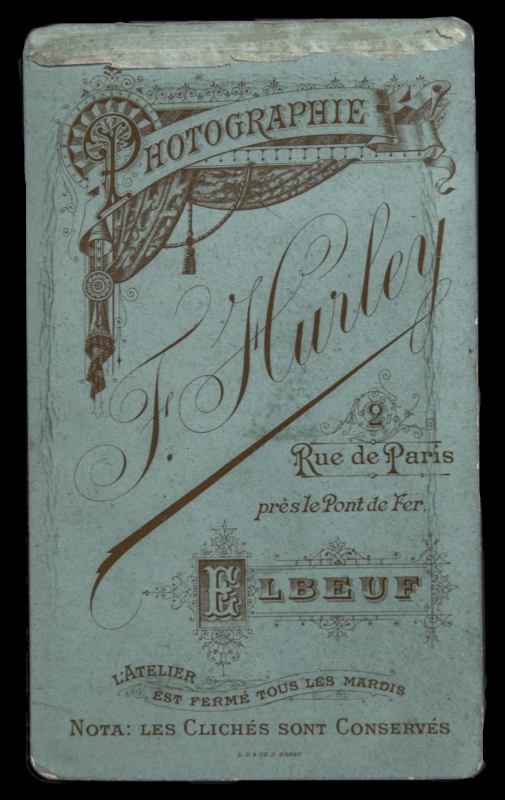 PHOTOGRAPHIE
F. Hurley
2
Rue de Paris
près le Pont de Fer.
ELBEUF
L'ATELIER
EST FERMÉ TOUS LES MARDIS
NOTA: LES CLICHÉS SONT CONSERVÉS